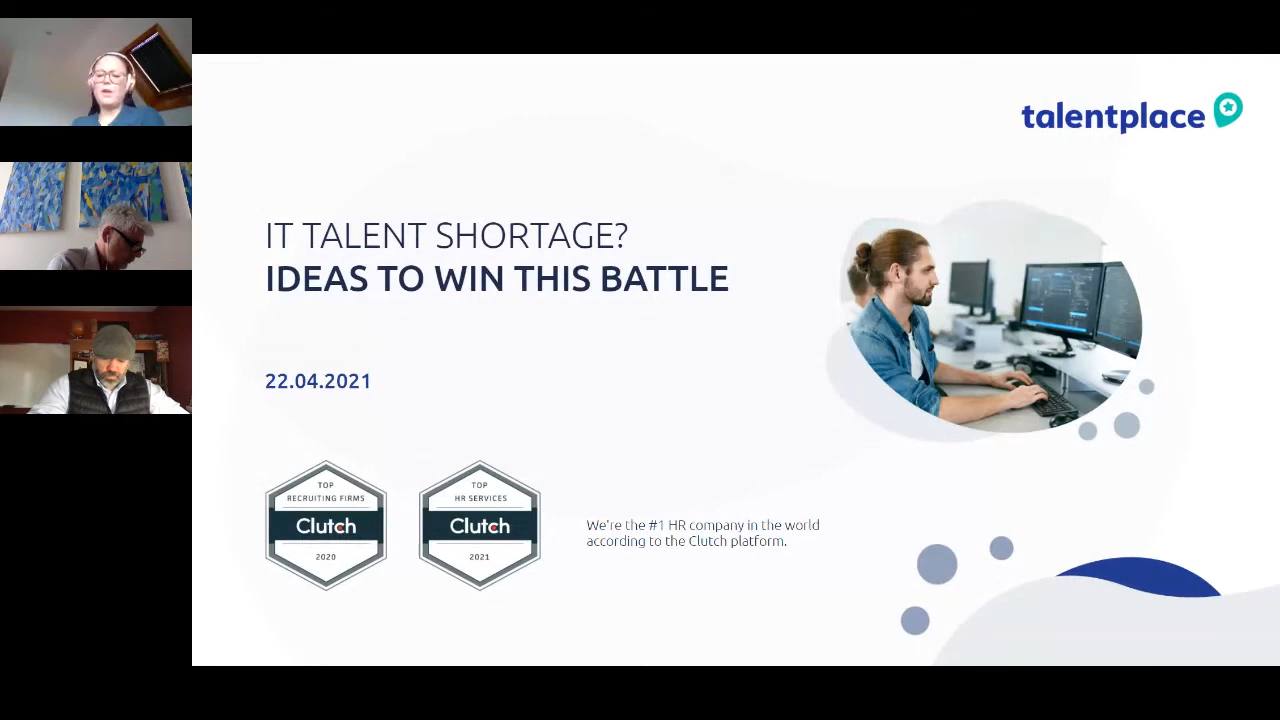 talentplace
IT TALENT SHORTAGE?
IDEAS TO WIN THIS BATTLE
22.04.2021
TOP
RECRUITING FIRMS
Clutch
2020
TOP
HR SERVICES
Clutch
2021
We're the #1 HR company in the world
according to the Clutch platform.